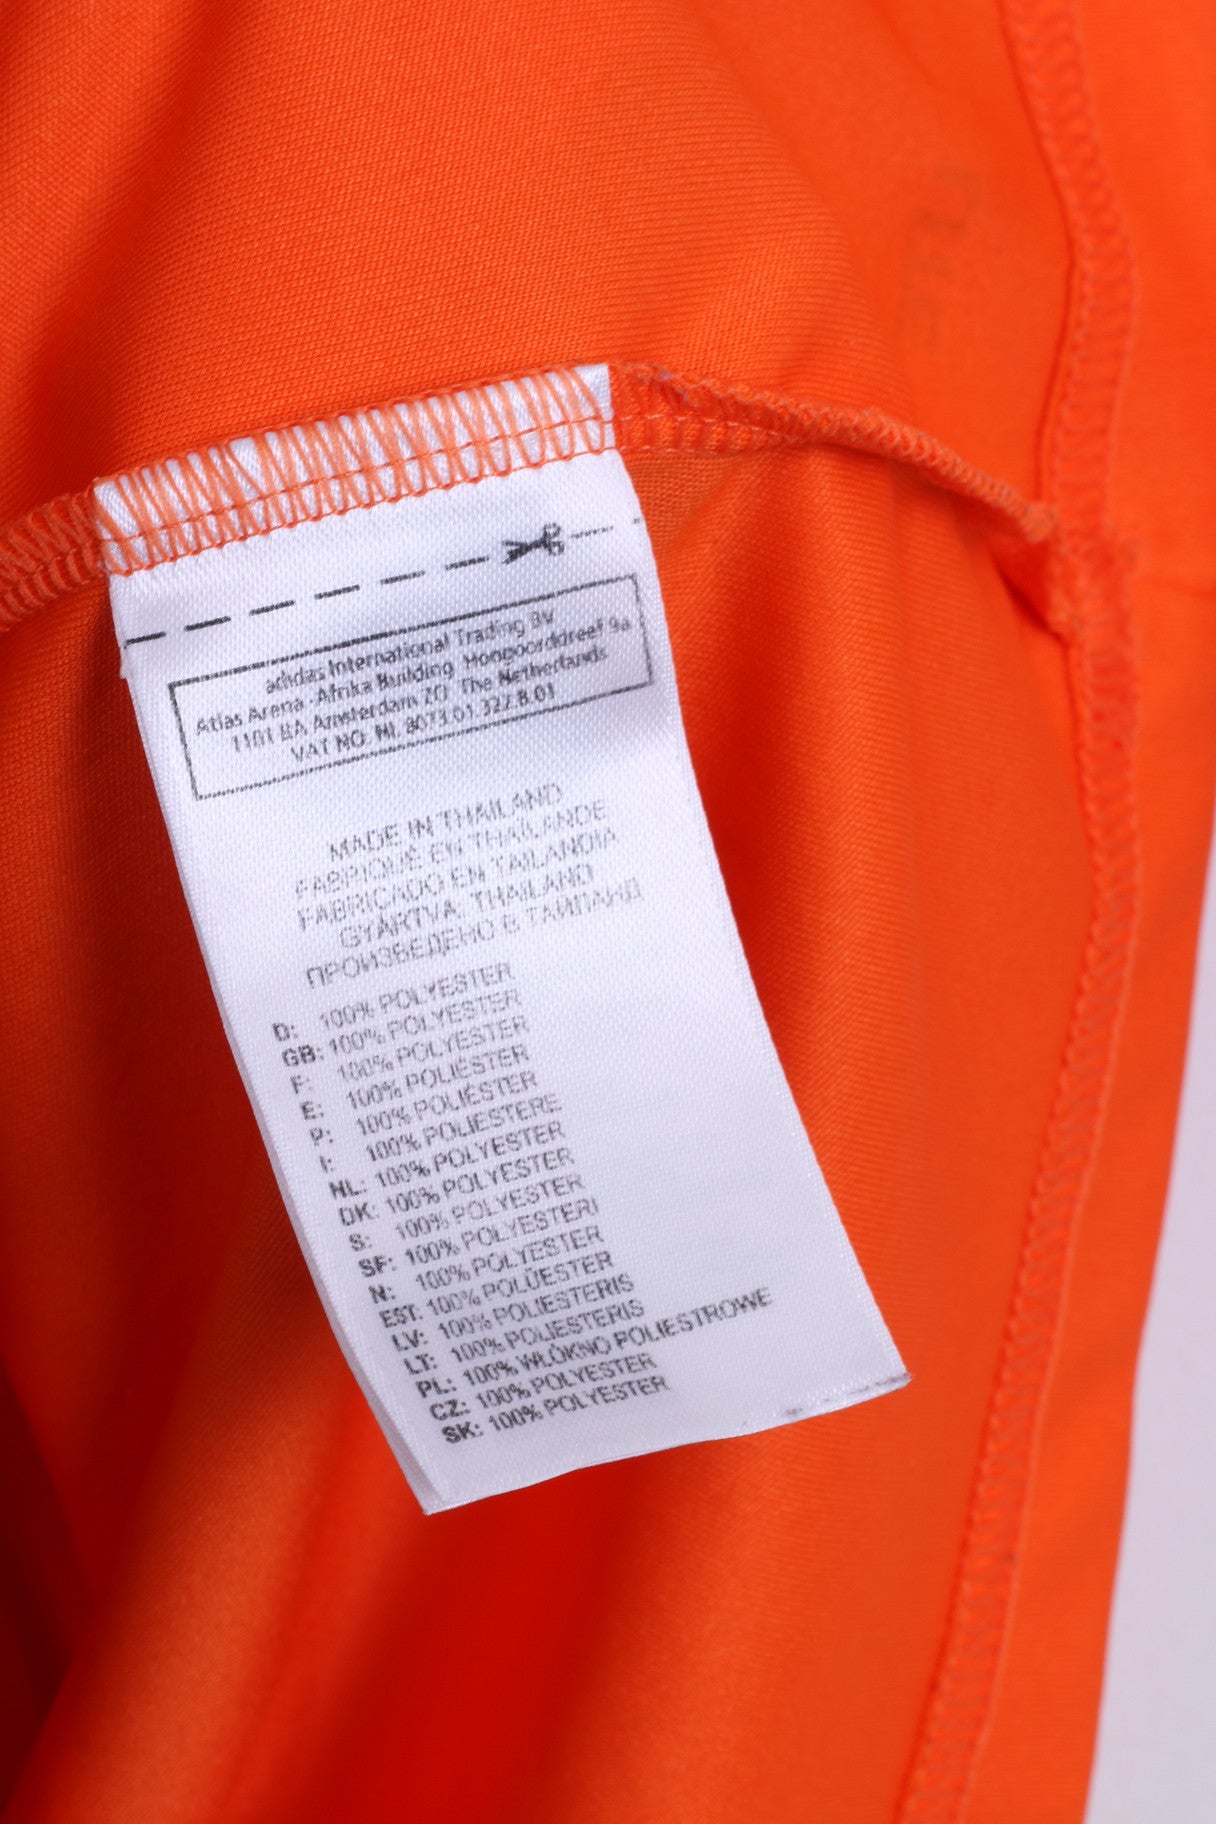 adidas International Trading BV
Atlas Arena - Afrika Building Hoogoorddreef 9a
1101 BA Amsterdam ZO The Netherlands
VAT NO. NL 8073.01.322.B.01
MADE IN THAILAND
FABRIQUÉ EN THAÏLANDE
FABRICADO EN TAILANDIA
GYÁRTVA: THAILAND
ПРОИЗВЕДЕНО В ТАИЛАНД
D: 100% POLYESTER
GB: 100% POLYESTER
F: 100% POLYESTER
E: 100% POLIÉSTER
P: 100% POLIÉSTER
I: 100% POLIESTERE
NL: 100% POLYESTER
DK: 100% POLYESTER
S: 100% POLYESTER
SF: 100% POLYESTERI
N: 100% POLYESTER
EST: 100% POLÜESTER
LV: 100% POLIESTERIS
LT: 100% POLIESTERIS
PL: 100% WŁÓKNO POLIESTROWE
CZ: 100% POLYESTER
SK: 100% POLYESTER